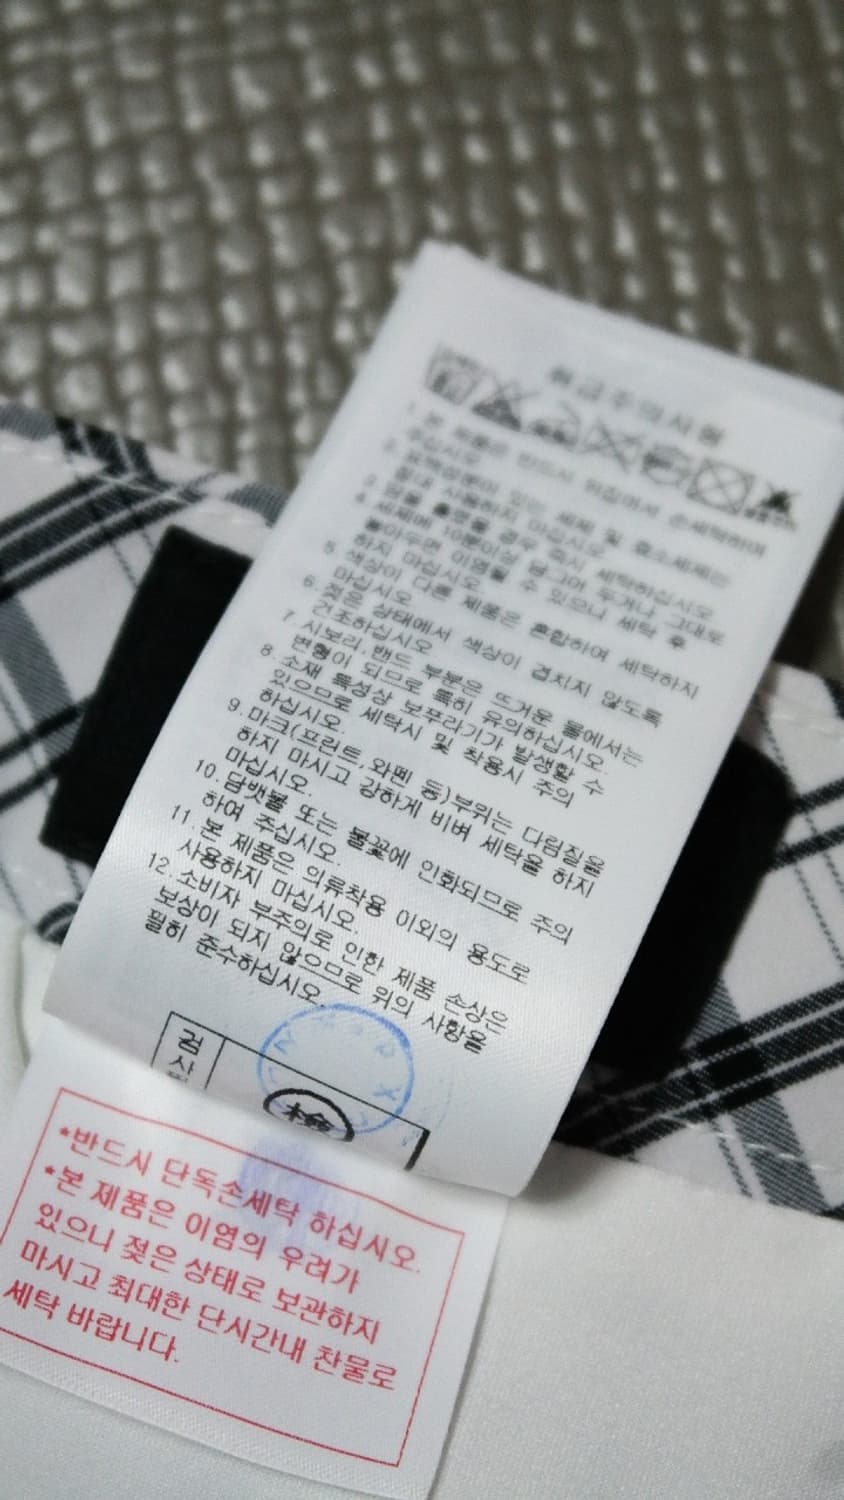 취급주의사항
1. 본 제품은 반드시 뒤집어서 손세탁하여
주십시오.
2. 표백성분이 있는 세제 및 효소세제는
절대 사용하지 마십시오.
3. 땀물 출몰될 경우 즉시 세탁하십시오.
4. 세제에 10분이상 담그어 두거나 그대로
놓아두면 이염될 수 있으니 세탁 후
하지 마십시오.
5. 색상이 다른 제품은 혼합하여 세탁하지
마십시오.
6. 젖은 상태에서 색상이 겹치지 않도록
건조하십시오
7. 시보리,밴드 부분은 뜨거운 물에서는
변형이 되므로 특히 유의하십시오.
8. 소재 특성상 보푸라기가 발생할 수
있으므로 세탁시 및 착용시 주의
하십시오.
9. 마크(프린트, 와펜 등)부위는 다림질을
하지 마시고 강하게 비벼 세탁을 하지
마십시오.
10. 담뱃불 또는 불꽃에 인화되므로 주의
하여 주십시오.
11. 본 제품은 의류착용 이외의 용도로
사용하지 마십시오.
12. 소비자 부주의로 인한 제품 손상은
보상이 되지 않으므로 위의 사항을
필히 준수하십시오.
검사
檢
*반드시 단독손세탁 하십시오.
*본 제품은 이염의 우려가
있으니 젖은 상태로 보관하지
마시고 최대한 단시간내 찬물로
세탁 바랍니다.